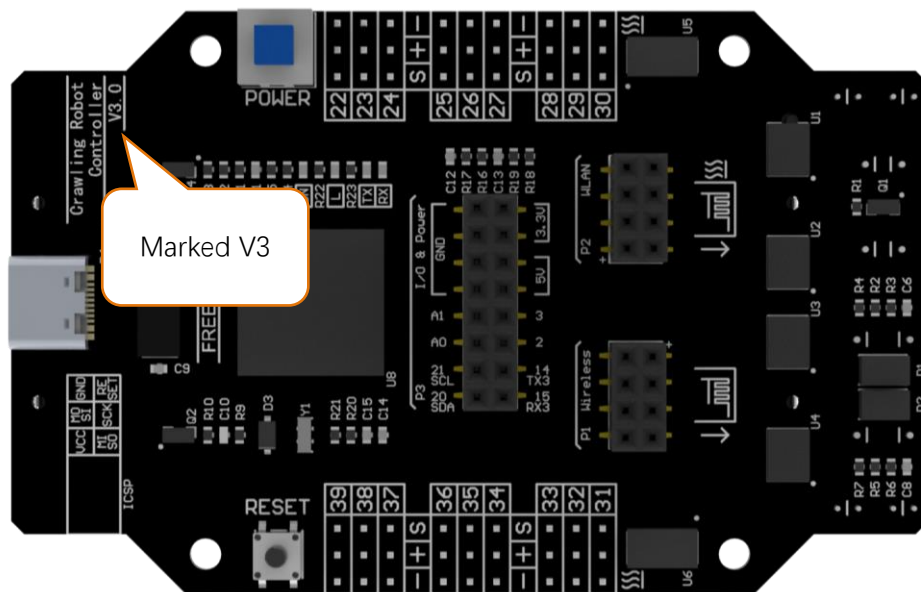 POWER
22 23 24 S + − 25 26 27 S + − 28 29 30
U5
Crawling Robot
Controller
V3.0
Marked V3
R22 L R23 TX RX
C12 R17 R16 C13 R19 R18
I/O & Power
GND
3.3V
5V
A1
A0
21
SCL
20
SDA
3
2
14
TX3
15
RX3
P3
WLAN
P2
+
Wireless
P1
+
U1
U2
U3
U4
R1 Q1
R4 R2 R3 C6
R7 R5 R6 C8
C9
U8
GND RE
SET
MO
SI SCK
VCC MI
SO
ICSP
Q2 R10 C10 R9 D3 Y1 R21 R20 C15 C14
RESET
39 38 37 − + S 36 35 34 − + S 33 32 31
U6